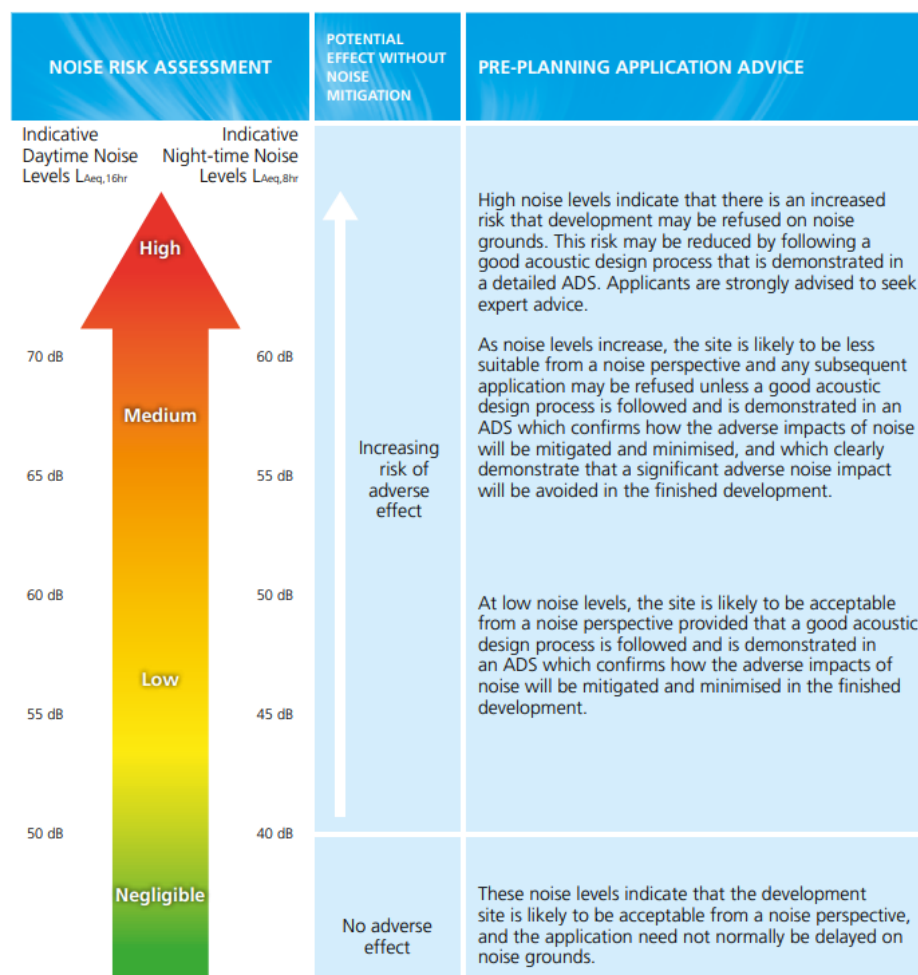 NOISE RISK ASSESSMENT
POTENTIAL
EFFECT WITHOUT
NOISE
MITIGATION
PRE-PLANNING APPLICATION ADVICE
Indicative
Daytime Noise
Levels LAeq,16hr
Indicative
Night-time Noise
Levels LAeq,8hr
High
70 dB
60 dB
Medium
65 dB
55 dB
60 dB
50 dB
Low
55 dB
45 dB
50 dB
40 dB
Negligible
Increasing
risk of
adverse
effect
No adverse
effect
High noise levels indicate that there is an increased
risk that development may be refused on noise
grounds. This risk may be reduced by following a
good acoustic design process that is demonstrated in
a detailed ADS. Applicants are strongly advised to seek
expert advice.
As noise levels increase, the site is likely to be less
suitable from a noise perspective and any subsequent
application may be refused unless a good acoustic
design process is followed and is demonstrated in an
ADS which confirms how the adverse impacts of noise
will be mitigated and minimised, and which clearly
demonstrate that a significant adverse noise impact
will be avoided in the finished development.
At low noise levels, the site is likely to be acceptable
from a noise perspective provided that a good acoustic
design process is followed and is demonstrated in
an ADS which confirms how the adverse impacts of
noise will be mitigated and minimised in the finished
development.
These noise levels indicate that the development
site is likely to be acceptable from a noise perspective,
and the application need not normally be delayed on
noise grounds.